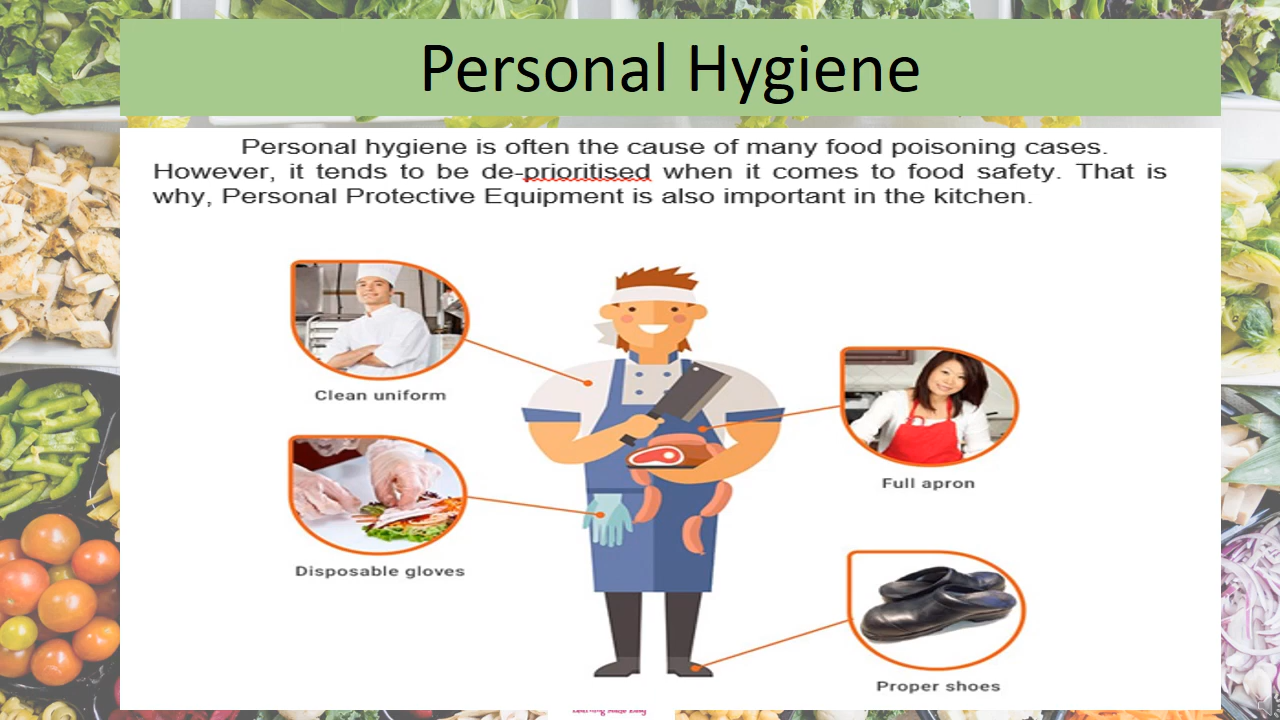 Personal Hygiene
Personal hygiene is often the cause of many food poisoning cases.
However, it tends to be de-prioritised when it comes to food safety. That is
why, Personal Protective Equipment is also important in the kitchen.
Clean uniform
Full apron
Disposable gloves
Proper shoes